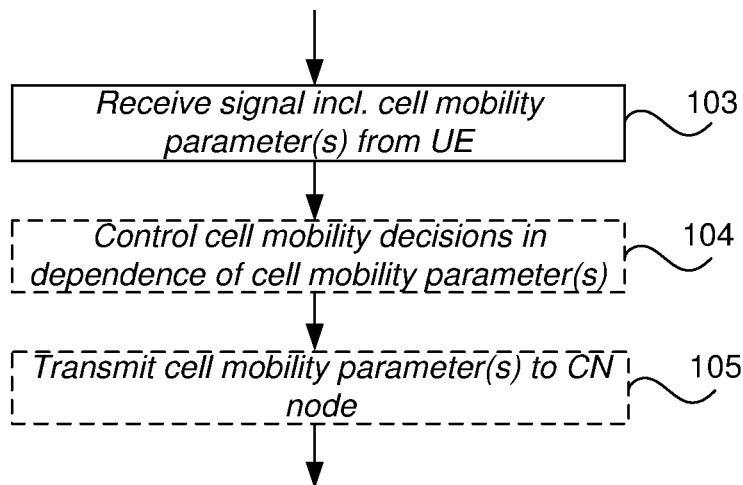 Receive signal incl. cell mobility
parameter(s) from UE
103
Control cell mobility decisions in
dependence of cell mobility parameter(s)
104
Transmit cell mobility parameter(s) to CN
node
105